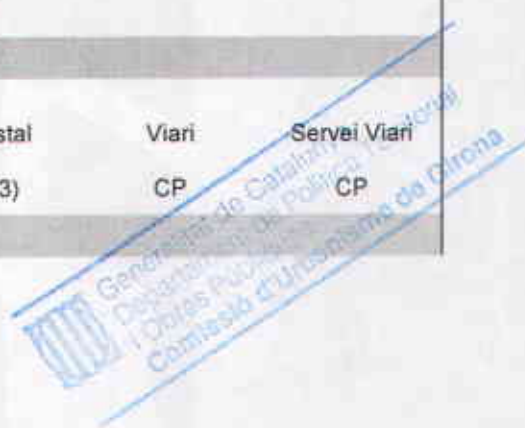 stal Viari Servei Viari
3) CP CP
Generalitat de Catalunya
Departament de Política Territorial
i Obres Públiques
Comissió d'Urbanisme de Girona